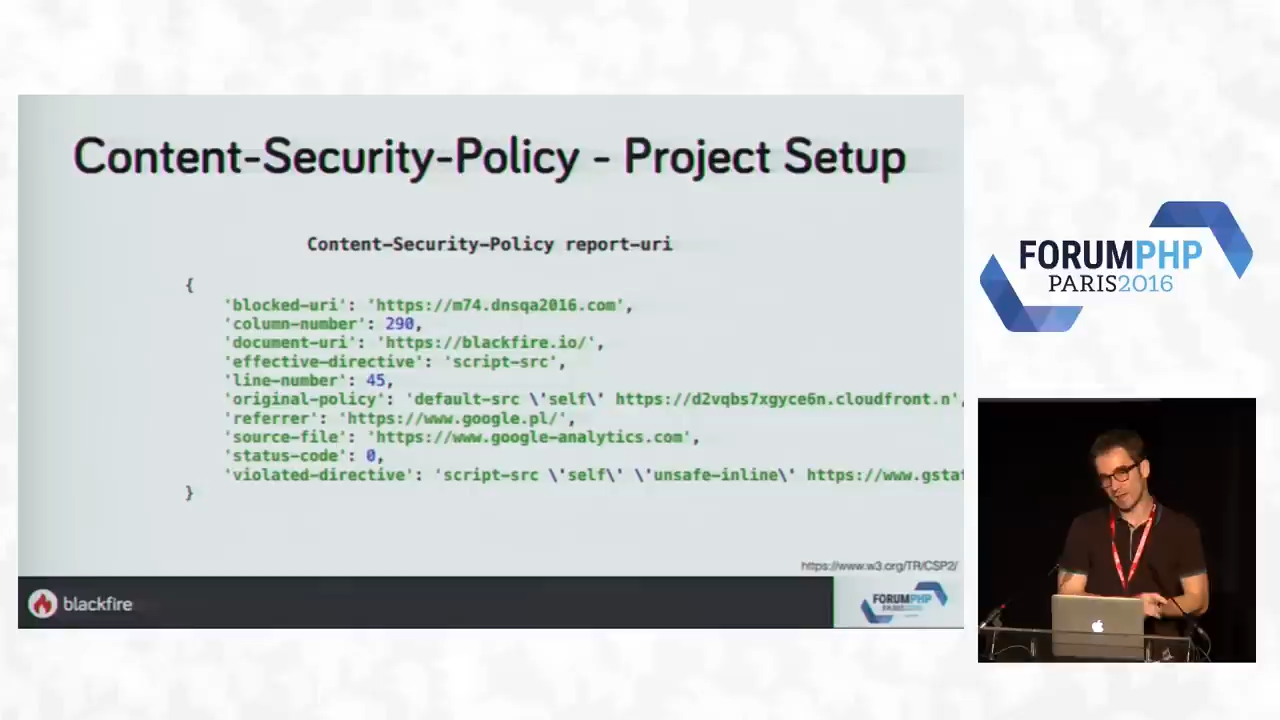 Content-Security-Policy - Project Setup
Content-Security-Policy report-uri
{
'blocked-uri': 'https://m74.dnsqa2016.com',
'column-number': 290,
'document-uri': 'https://blackfire.io/',
'effective-directive': 'script-src',
'line-number': 45,
'original-policy': 'default-src \'self\' https://d2vqbs7xgyce6n.cloudfront.n',
'referrer': 'https://www.google.pl/',
'source-file': 'https://www.google-analytics.com',
'status-code': 0,
'violated-directive': 'script-src \'self\' \'unsafe-inline\' https://www.gstat
}
https://www.w3.org/TR/CSP2/
blackfire
FORUMPHP
PARIS2016
FORUMPHP
PARIS2016